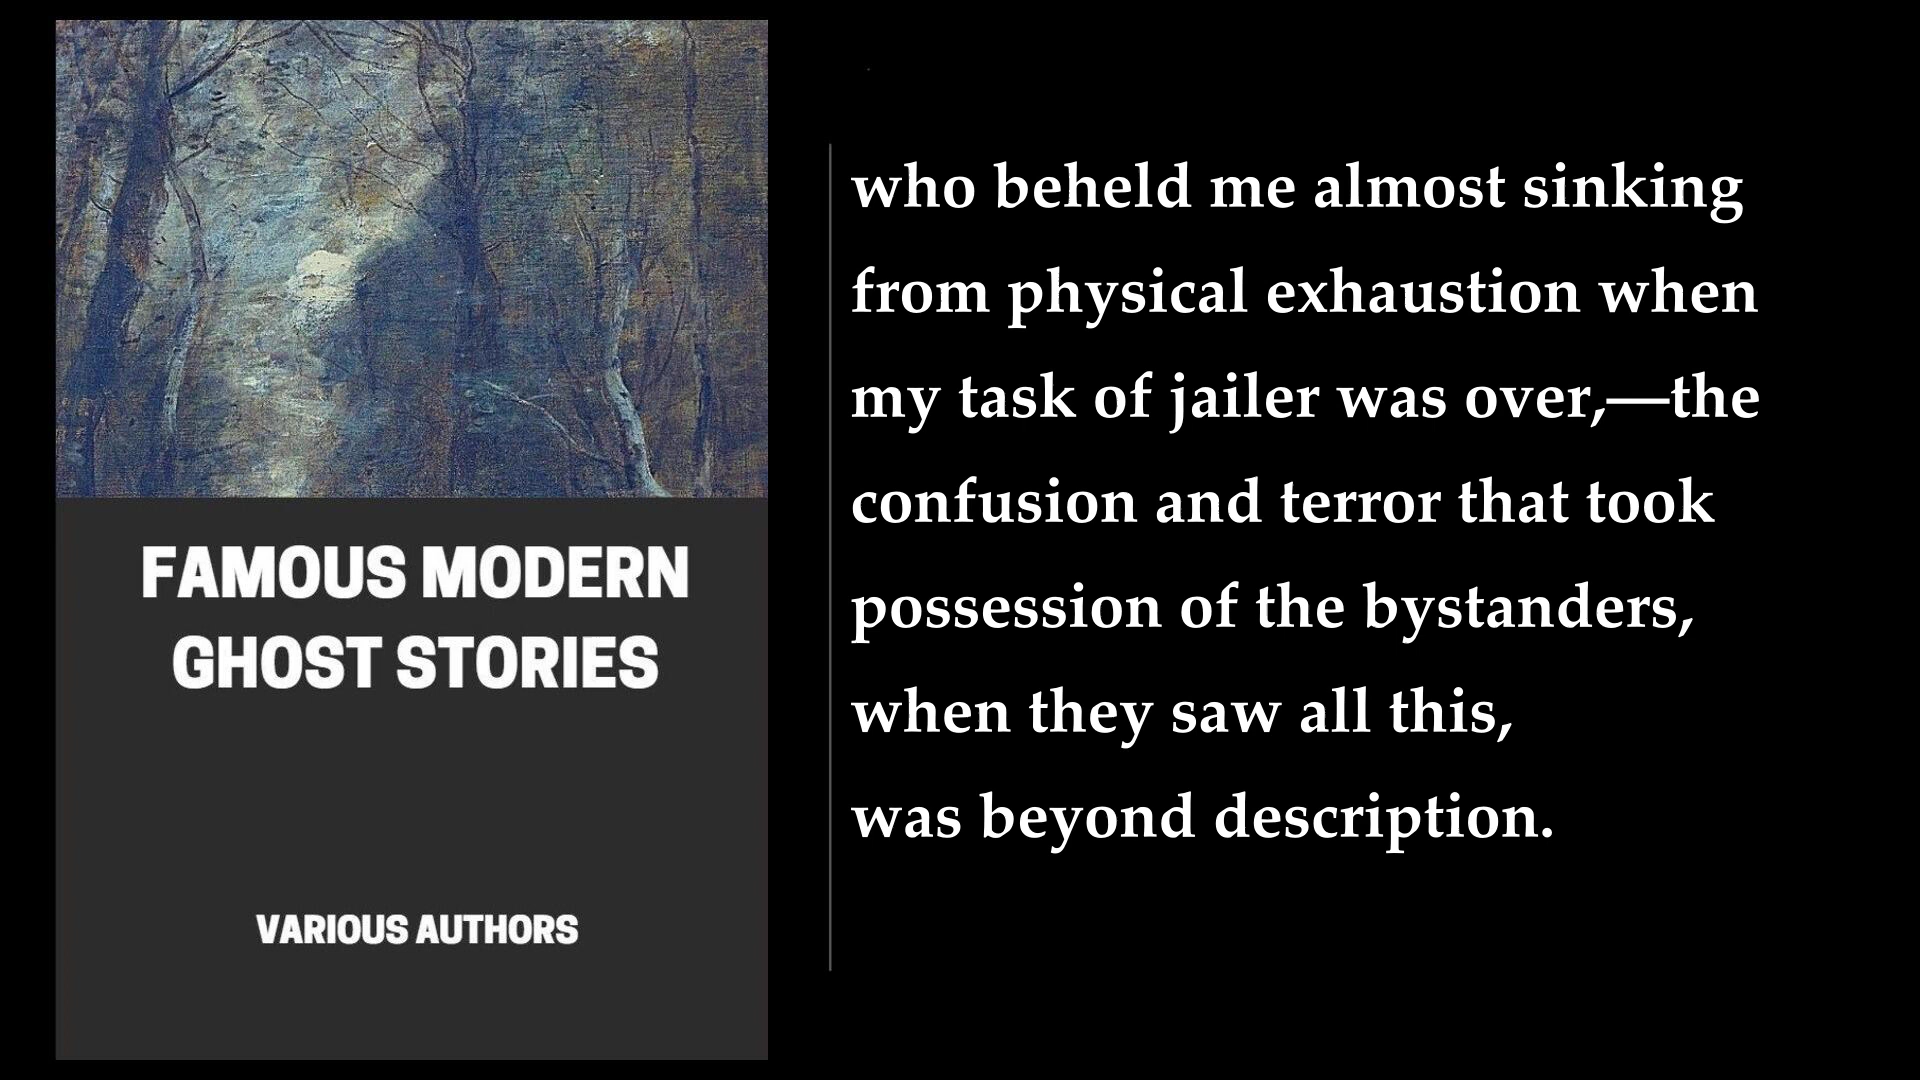 FAMOUS MODERN
GHOST STORIES
VARIOUS AUTHORS
who beheld me almost sinking
from physical exhaustion when
my task of jailer was over,—the
confusion and terror that took
possession of the bystanders,
when they saw all this,
was beyond description.